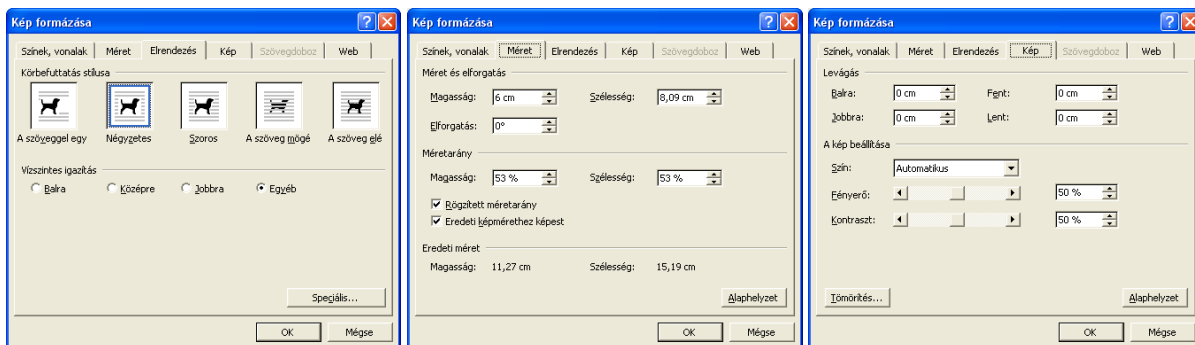 Kép formázása
Színek, vonalak Méret Elrendezés Kép Szövegdoboz Web
Körbefuttatás stílusa
A szöveggel egy Négyzetes Szoros A szöveg mögé A szöveg elé
Vízszintes igazítás
Balra Középre Jobbra Egyéb
Speciális...
OK Mégse
Kép formázása
Színek, vonalak Méret Elrendezés Kép Szövegdoboz Web
Méret és elforgatás
Magasság: 6 cm Szélesség: 8,09 cm
Elforgatás: 0°
Méretarány
Magasság: 53 % Szélesség: 53 %
Rögzített méretarány
Eredeti képmérethez képest
Eredeti méret
Magasság: 11,27 cm Szélesség: 15,19 cm
Alaphelyzet
OK Mégse
Kép formázása
Színek, vonalak Méret Elrendezés Kép Szövegdoboz Web
Levágás
Balra: 0 cm Fent: 0 cm
Jobbra: 0 cm Lent: 0 cm
A kép beállítása
Szín: Automatikus
Fényerő: 50 %
Kontraszt: 50 %
Tömörítés... Alaphelyzet
OK Mégse